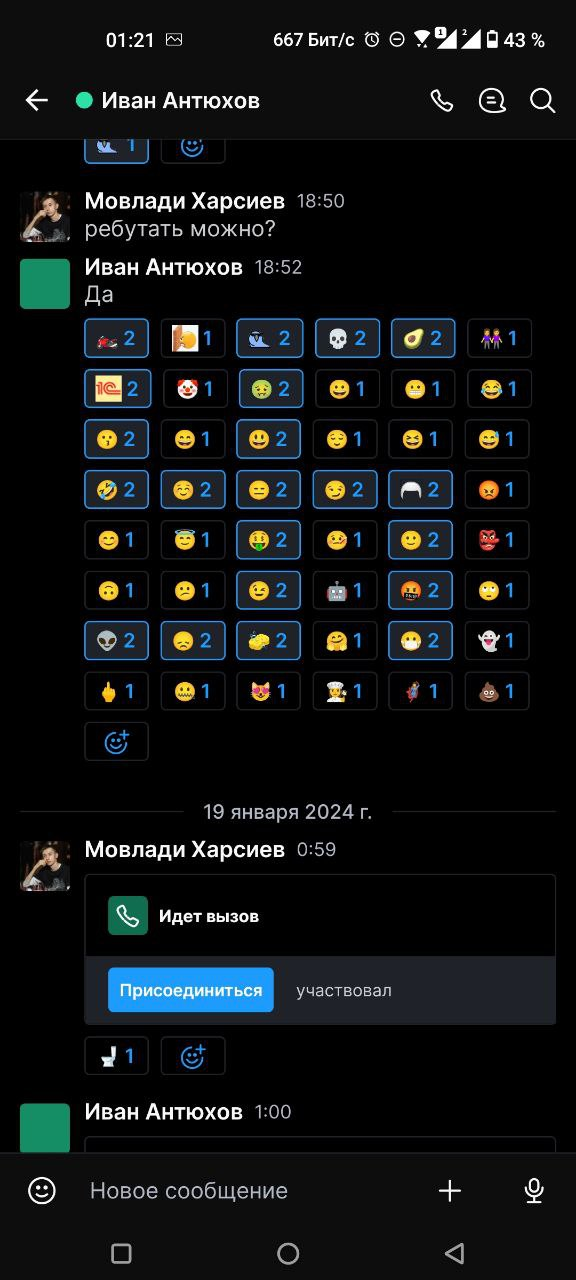 01:21 667 Бит/с 1 2 43 %
Иван Антюхов
1
Мовлади Харсиев 18:50
ребутать можно?
Иван Антюхов 18:52
Да
2 1 2 2 2 1
1С 2 1 2 1 1 1
2 1 2 1 1 1
2 2 2 2 2 1
1 1 2 1 2 1
1 1 2 1 2 1
2 2 2 1 2 1
1 1 1 1 1 1
19 января 2024 г.
Мовлади Харсиев 0:59
Идет вызов
Присоединиться участвовал
1
Иван Антюхов 1:00
Новое сообщение